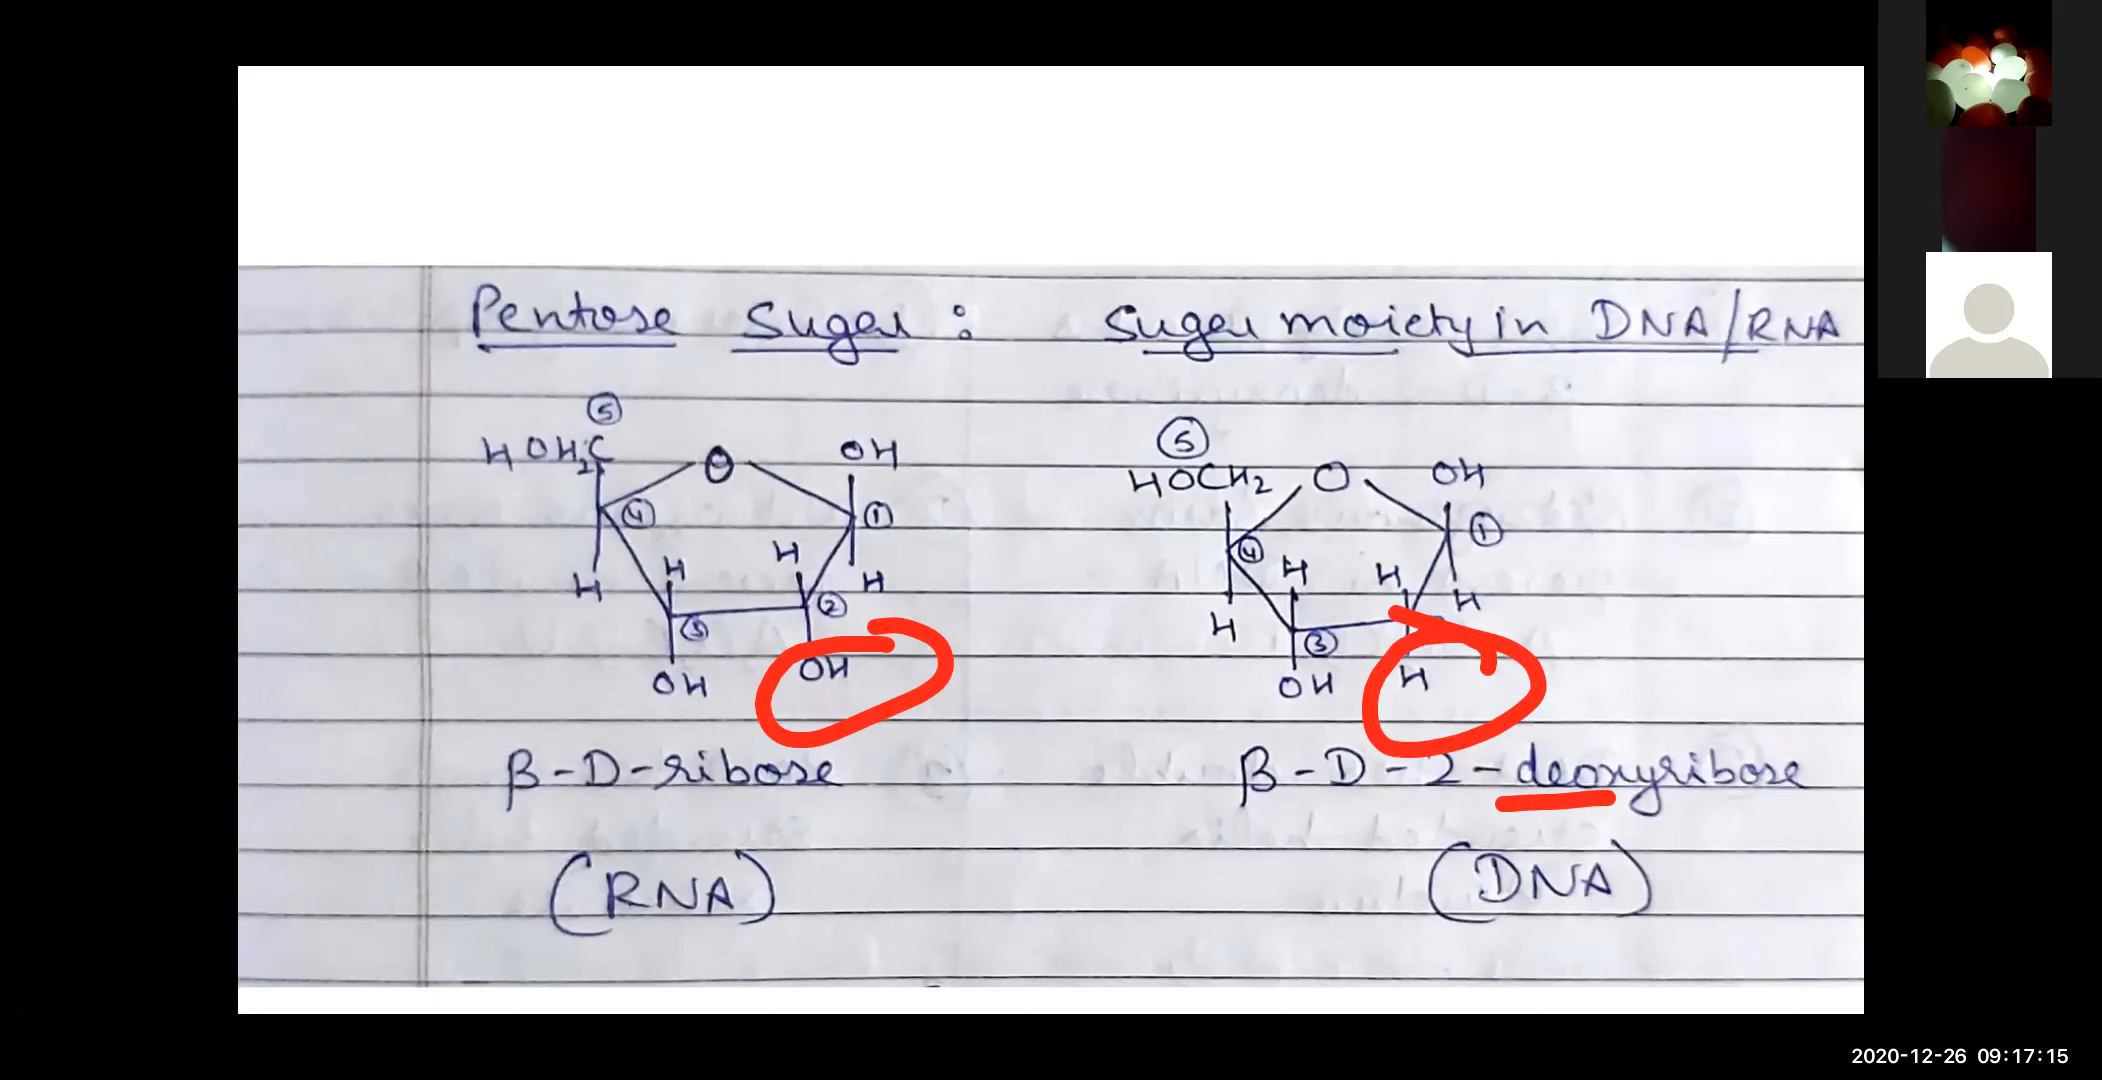 Pentose Sugar : Sugar moiety in DNA/RNA
⑤ ⑤
HOH₂C O OH HOCH₂ O OH
④ ① ④ ①
H H H H H H H H
③ ② ③
OH OH OH H
β-D-ribose β-D-2-deoxyribose
(RNA) (DNA)
2020-12-26 09:17:15